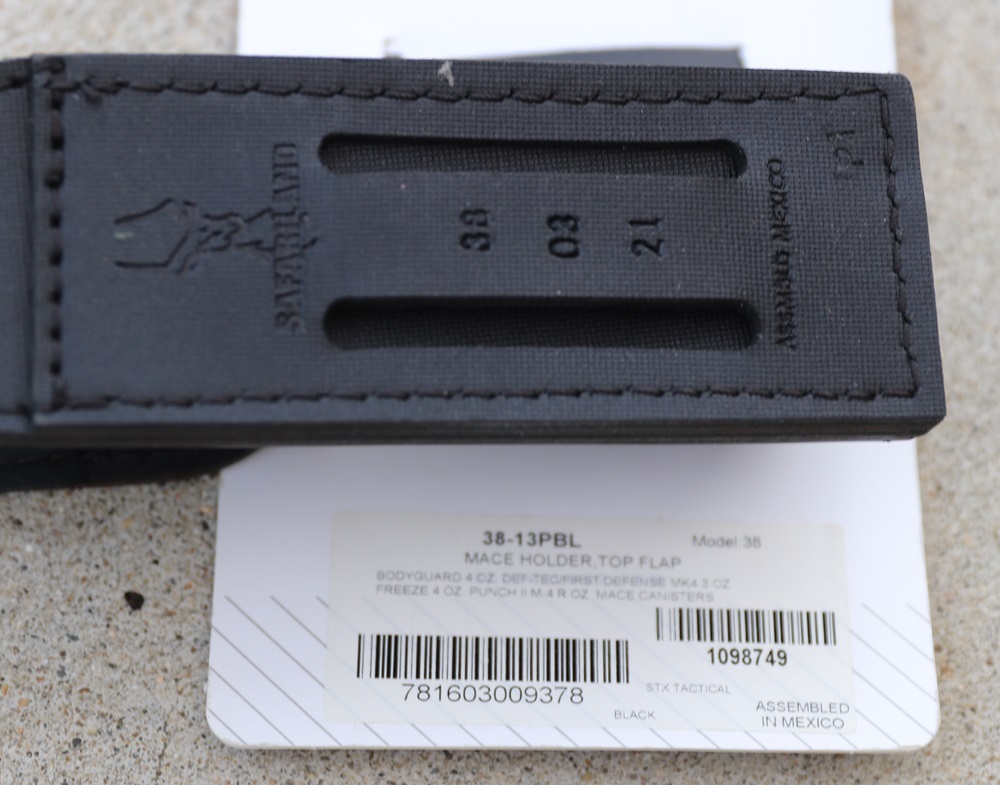 SAFARILAND
38
03
21
ASSMBLD MEXICO
38-13PBL
Model:38
MACE HOLDER,TOP FLAP
BODYGUARD 4 OZ. DEF-TEC/FIRST DEFENSE MK4 3 OZ
FREEZE 4 OZ. PUNCH II M-4 R OZ. MACE CANISTERS
1098749
781603009378
STX TACTICAL
BLACK
ASSEMBLED
IN MEXICO